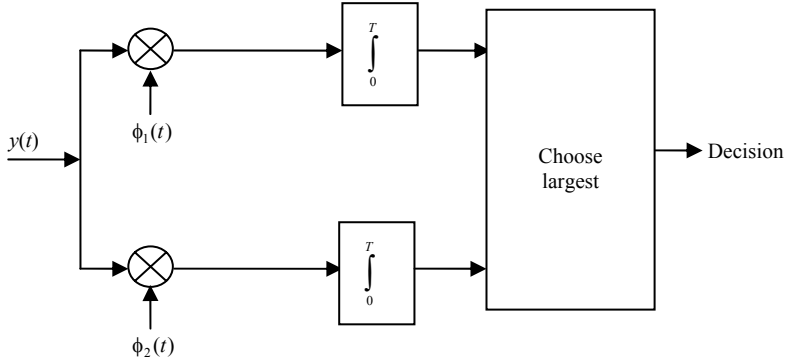 T
∫
0
ϕ₁(t)
y(t)
Choose
largest
Decision
T
∫
0
ϕ₂(t)